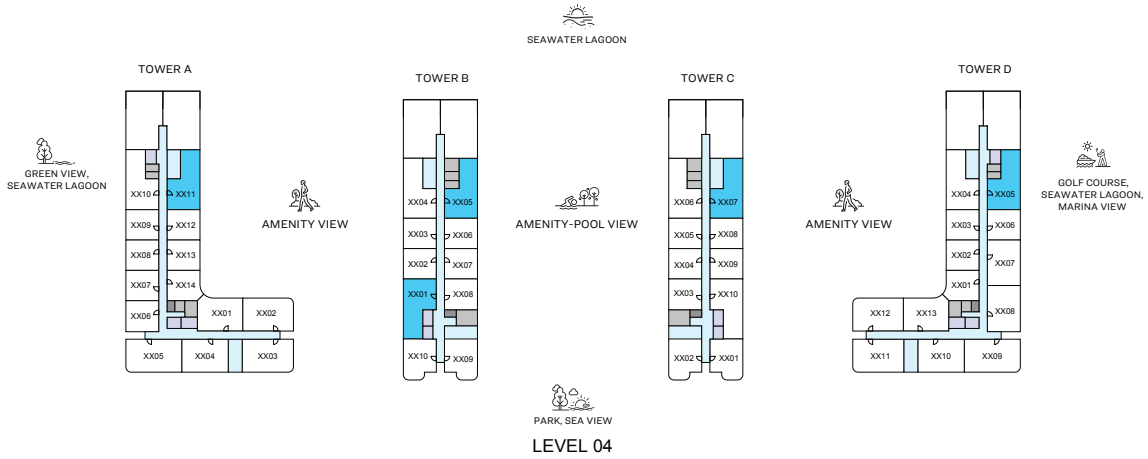 SEAWATER LAGOON
TOWER A
TOWER B
TOWER C
TOWER D
GREEN VIEW,
SEAWATER LAGOON
AMENITY VIEW
AMENITY-POOL VIEW
AMENITY VIEW
GOLF COURSE,
SEAWATER LAGOON,
MARINA VIEW
XX10 XX11
XX09 XX12
XX08 XX13
XX07 XX14
XX06 XX01 XX02
XX05 XX04 XX03
XX04 XX05
XX03 XX06
XX02 XX07
XX01 XX08
XX10 XX09
XX06 XX07
XX05 XX08
XX04 XX09
XX03 XX10
XX02 XX01
XX04 XX05
XX03 XX06
XX02 XX07
XX01
XX12 XX13 XX08
XX11 XX10 XX09
PARK, SEA VIEW
LEVEL 04